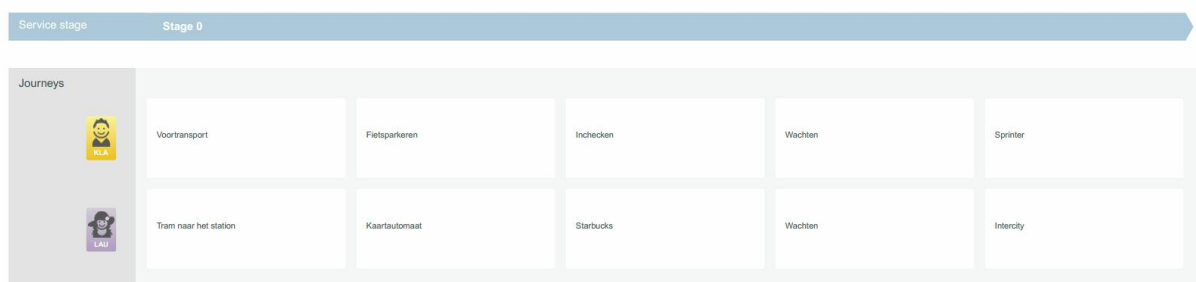 Service stage
Stage 0
Journeys
KLA
Voortransport
Fietsparkeren
Inchecken
Wachten
Sprinter
LAU
Tram naar het station
Kaartautomaat
Starbucks
Wachten
Intercity